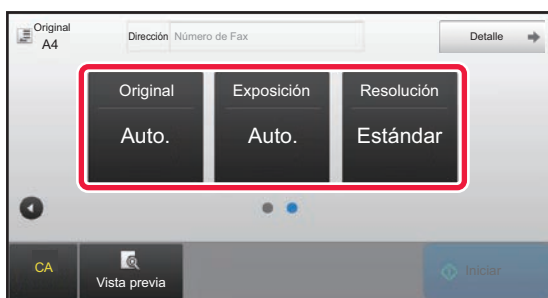 Original
A4
Dirección Número de Fax
Detalle
Original Exposición Resolución
Auto. Auto. Estándar
CA
Vista previa
Iniciar